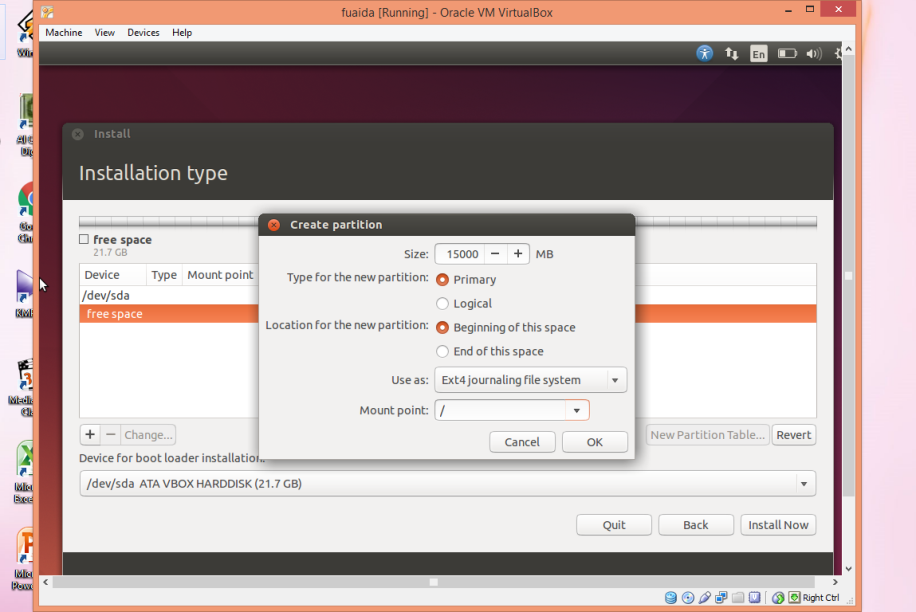 fuaida [Running] - Oracle VM VirtualBox
Machine View Devices Help
En
Install
Installation type
free space
21.7 GB
Device Type Mount point
/dev/sda
free space
Create partition
Size: 15000 − + MB
Type for the new partition: Primary
Logical
Location for the new partition: Beginning of this space
End of this space
Use as: Ext4 journaling file system
Mount point: /
Cancel OK
+ − Change... New Partition Table... Revert
Device for boot loader installation:
/dev/sda ATA VBOX HARDDISK (21.7 GB)
Quit Back Install Now
Right Ctrl